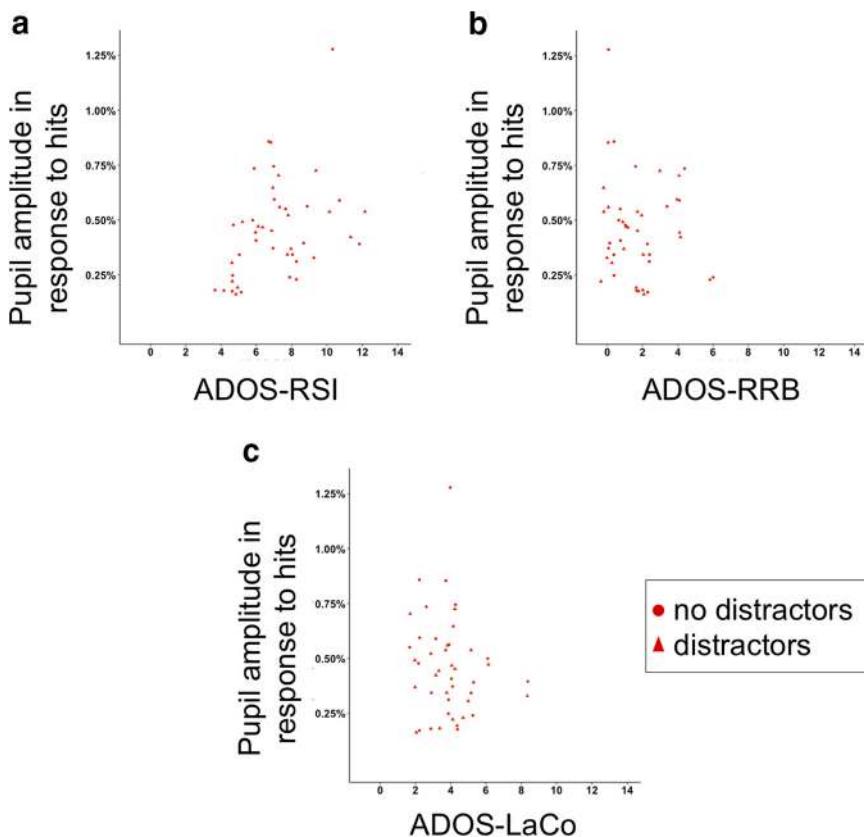 a
Pupil amplitude in
response to hits
1.25%
1.00%
0.75%
0.50%
0.25%
0 2 4 6 8 10 12 14
ADOS-RSI
b
Pupil amplitude in
response to hits
1.25%
1.00%
0.75%
0.50%
0.25%
0 2 4 6 8 10 12 14
ADOS-RRB
c
Pupil amplitude in
response to hits
1.25%
1.00%
0.75%
0.50%
0.25%
0 2 4 6 8 10 12 14
ADOS-LaCo
no distractors
distractors